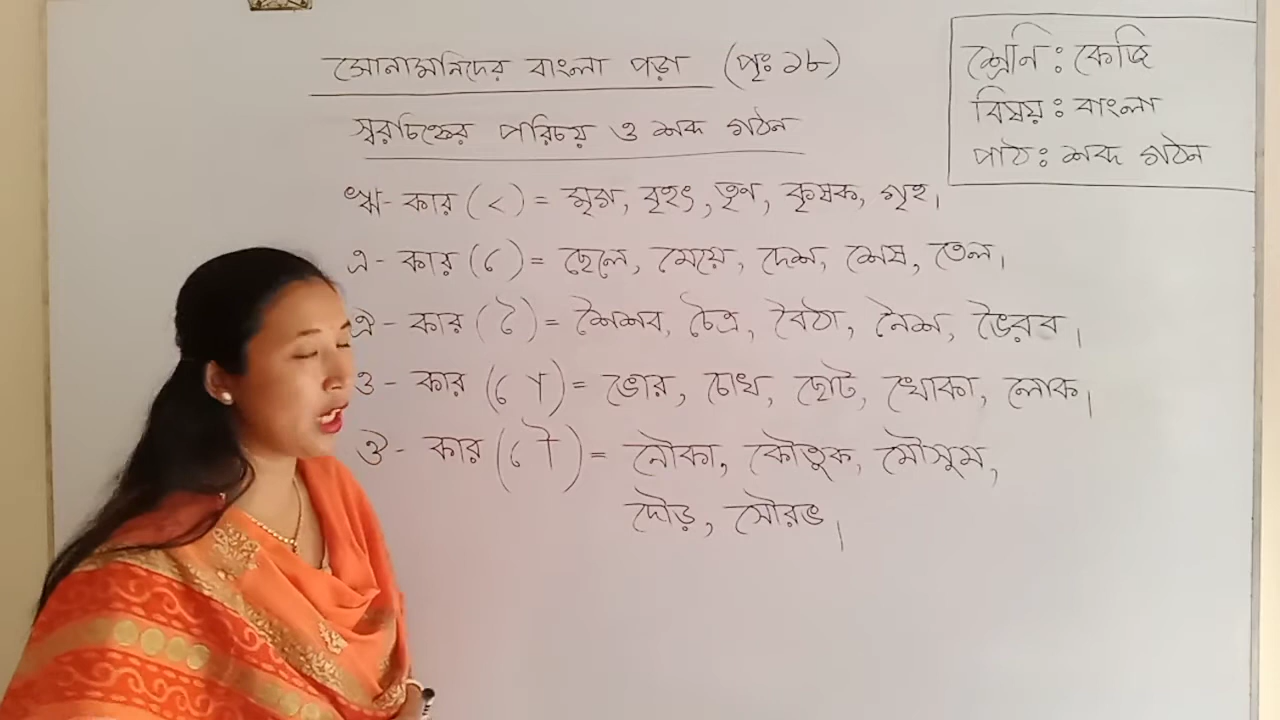 সোনামনিদের বাংলা পড়া (পৃঃ ১৮)
স্বরচিহ্নের পরিচয় ও শব্দ গঠন
শ্রেনি : কেজি
বিষয় : বাংলা
পাঠ : শব্দ গঠন
ঋ - কার ( ৃ ) = মৃগ, বৃহৎ, তৃণ, কৃষক, গৃহ।
এ - কার ( ে ) = ছেলে, মেয়ে, দেশ, শেষ, তেল।
ঐ - কার ( ৈ ) = শৈশব, চৈত্র, বৈঠা, নৈশ, ভৈরব।
ও - কার ( ো ) = ভোর, চোখ, ছোট, খোকা, লোক।
ঔ - কার ( ৌ ) = নৌকা, কৌতুক, মৌসুম,
দৌড়, সৌরভ।